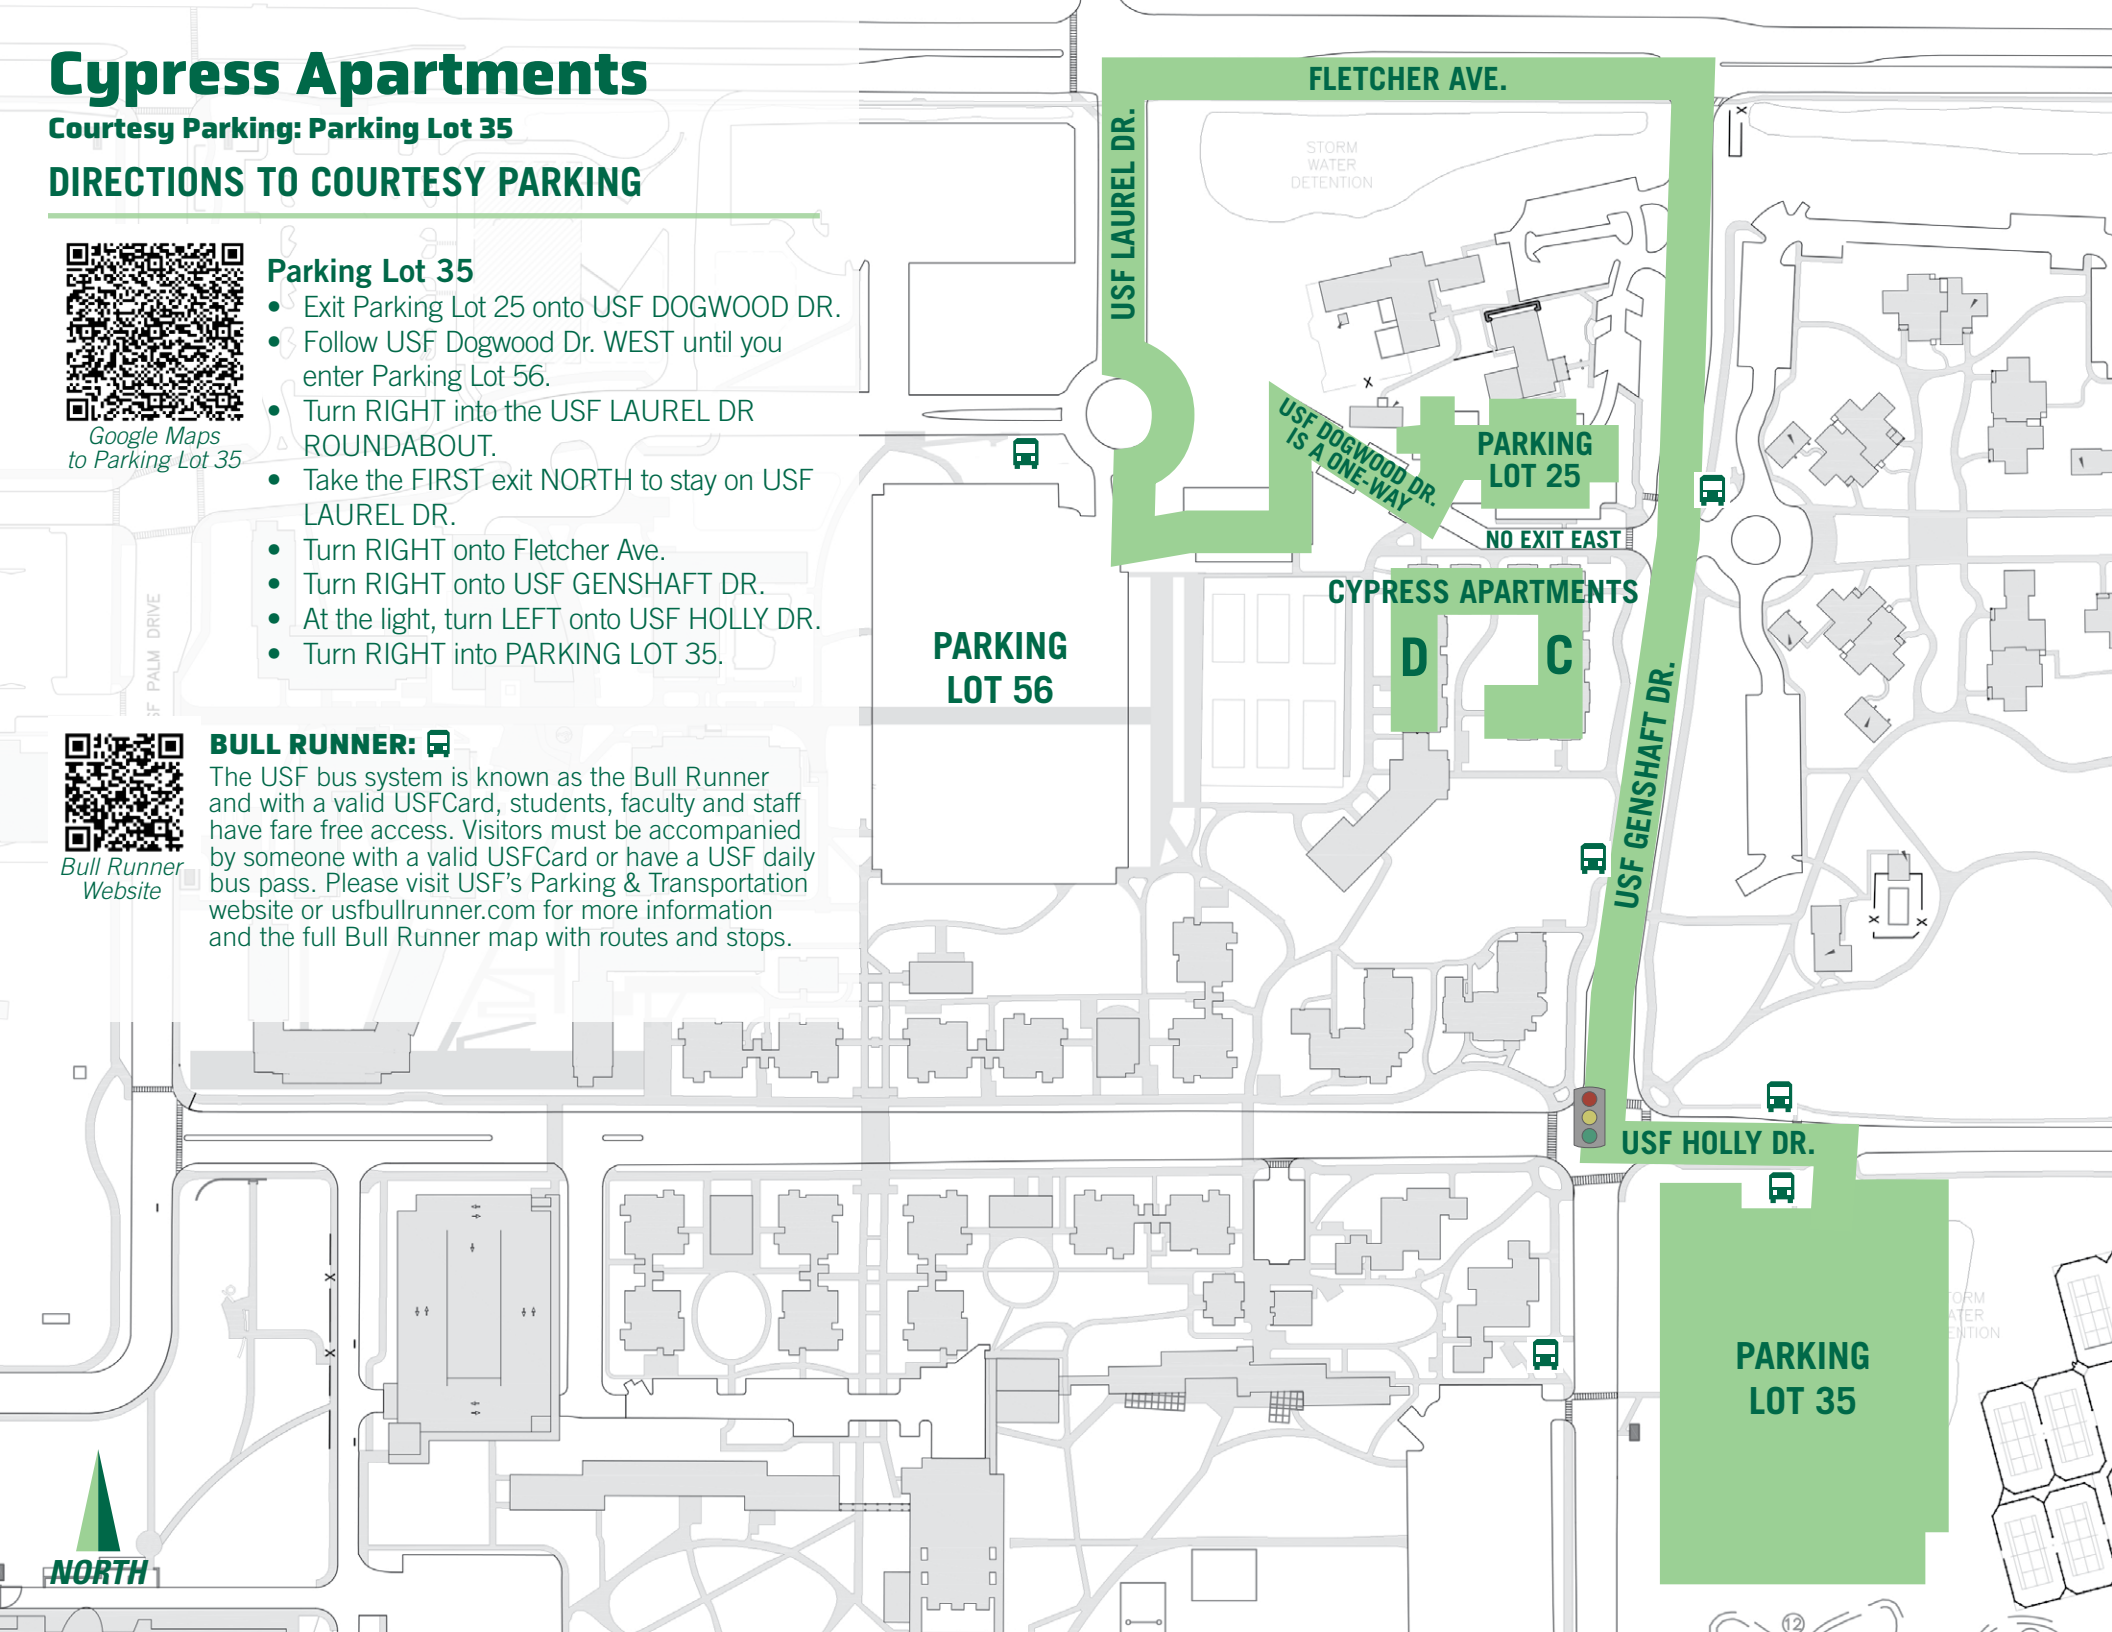 Cypress Apartments
Courtesy Parking: Parking Lot 35
DIRECTIONS TO COURTESY PARKING
Google Maps
to Parking Lot 35
Parking Lot 35
• Exit Parking Lot 25 onto USF DOGWOOD DR.
• Follow USF Dogwood Dr. WEST until you
enter Parking Lot 56.
• Turn RIGHT into the USF LAUREL DR
ROUNDABOUT.
• Take the FIRST exit NORTH to stay on USF
LAUREL DR.
• Turn RIGHT onto Fletcher Ave.
• Turn RIGHT onto USF GENSHAFT DR.
• At the light, turn LEFT onto USF HOLLY DR.
• Turn RIGHT into PARKING LOT 35.
Bull Runner
Website
BULL RUNNER:
The USF bus system is known as the Bull Runner
and with a valid USFCard, students, faculty and staff
have fare free access. Visitors must be accompanied
by someone with a valid USFCard or have a USF daily
bus pass. Please visit USF’s Parking & Transportation
website or usfbullrunner.com for more information
and the full Bull Runner map with routes and stops.
SF PALM DRIVE
NORTH
FLETCHER AVE.
USF LAUREL DR.
STORM
WATER
DETENTION
USF DOGWOOD DR.
IS A ONE-WAY
PARKING
LOT 25
NO EXIT EAST
CYPRESS APARTMENTS
D
C
PARKING
LOT 56
USF GENSHAFT DR.
USF HOLLY DR.
PARKING
LOT 35
TORM
ATER
ENTION
12